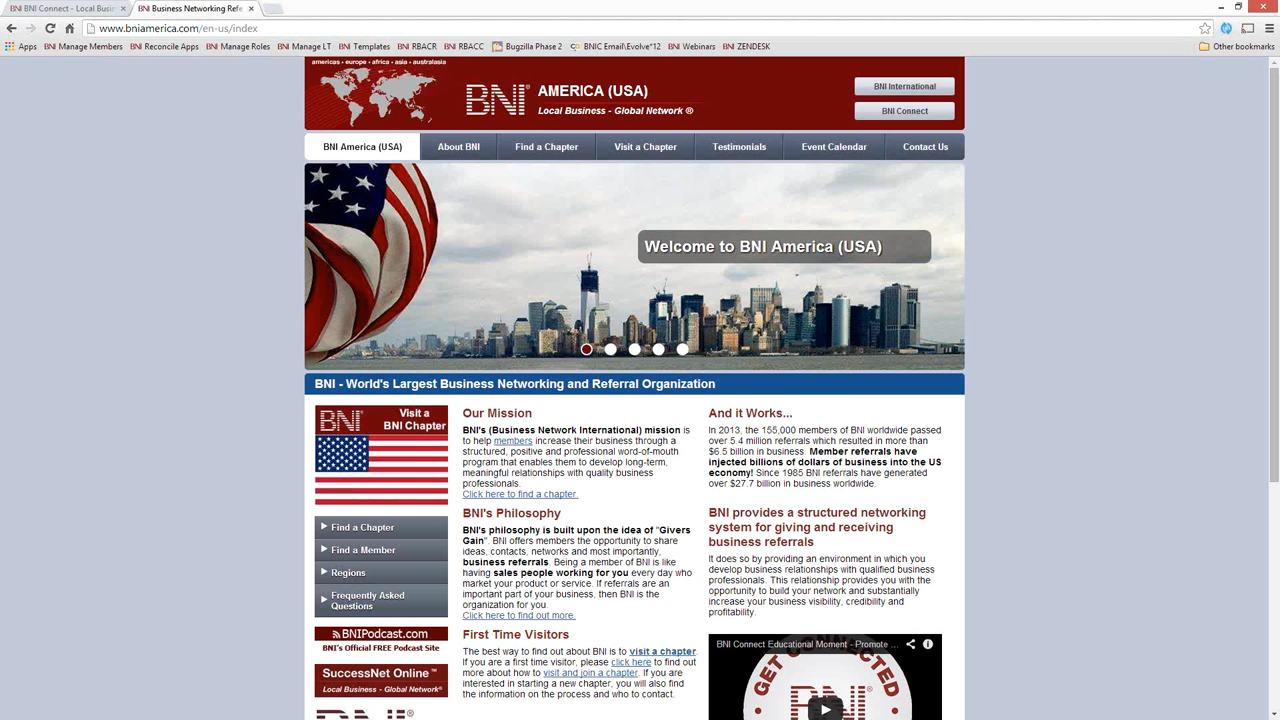 BNI BNI Connect - Local Busin
BNI Business Networking Refe
www.bniamerica.com/en-us/index
Apps BNI Manage Members BNI Reconcile Apps BNI Manage Roles BNI Manage LT BNI Templates BNI RBACR BNI RBACC Bugzilla Phase 2 BNIC Email\Evolve*12 BNI Webinars BNI ZENDESK Other bookmarks
americas • europe • africa • asia • australasia
BNI® AMERICA (USA)
Local Business - Global Network ®
BNI International
BNI Connect
BNI America (USA) About BNI Find a Chapter Visit a Chapter Testimonials Event Calendar Contact Us
Welcome to BNI America (USA)
BNI - World's Largest Business Networking and Referral Organization
BNI Visit a
BNI Chapter
Find a Chapter
Find a Member
Regions
Frequently Asked
Questions
BNIPodcast.com
BNI's Official FREE Podcast Site
SuccessNet Online™
Local Business - Global Network®
BNI®
Our Mission
BNI's (Business Network International) mission is
to help members increase their business through a
structured, positive and professional word-of-mouth
program that enables them to develop long-term,
meaningful relationships with quality business
professionals.
Click here to find a chapter.
BNI's Philosophy
BNI's philosophy is built upon the idea of "Givers
Gain". BNI offers members the opportunity to share
ideas, contacts, networks and most importantly,
business referrals. Being a member of BNI is like
having sales people working for you every day who
market your product or service. If referrals are an
important part of your business, then BNI is the
organization for you.
Click here to find out more.
First Time Visitors
The best way to find out about BNI is to visit a chapter.
If you are a first time visitor, please click here to find out
more about how to visit and join a chapter. If you are
interested in starting a new chapter, you will also find
the information on the process and who to contact.
And it Works...
In 2013, the 155,000 members of BNI worldwide passed
over 5.4 million referrals which resulted in more than
$6.5 billion in business. Member referrals have
injected billions of dollars of business into the US
economy! Since 1985 BNI referrals have generated
over $27.7 billion in business worldwide.
BNI provides a structured networking
system for giving and receiving
business referrals
It does so by providing an environment in which you
develop business relationships with qualified business
professionals. This relationship provides you with the
opportunity to build your network and substantially
increase your business visibility, credibility and
profitability.
BNI Connect Educational Moment - Promote ...
GET CONNECTED
BNI®